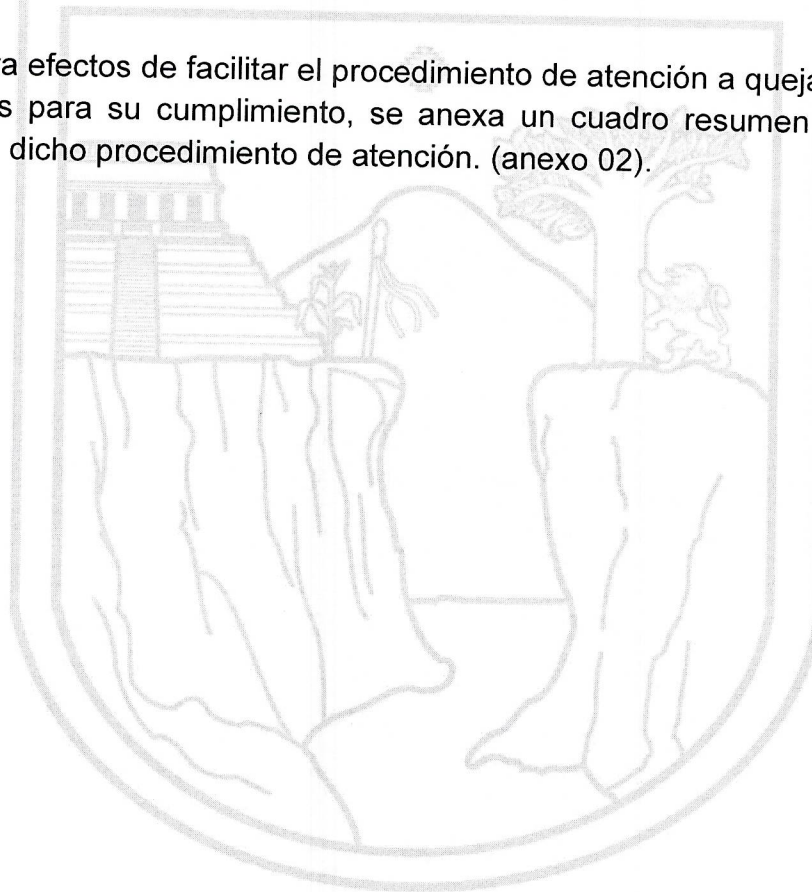 a efectos de facilitar el procedimiento de atención a quej
s para su cumplimiento, se anexa un cuadro resumen
dicho procedimiento de atención. (anexo 02).